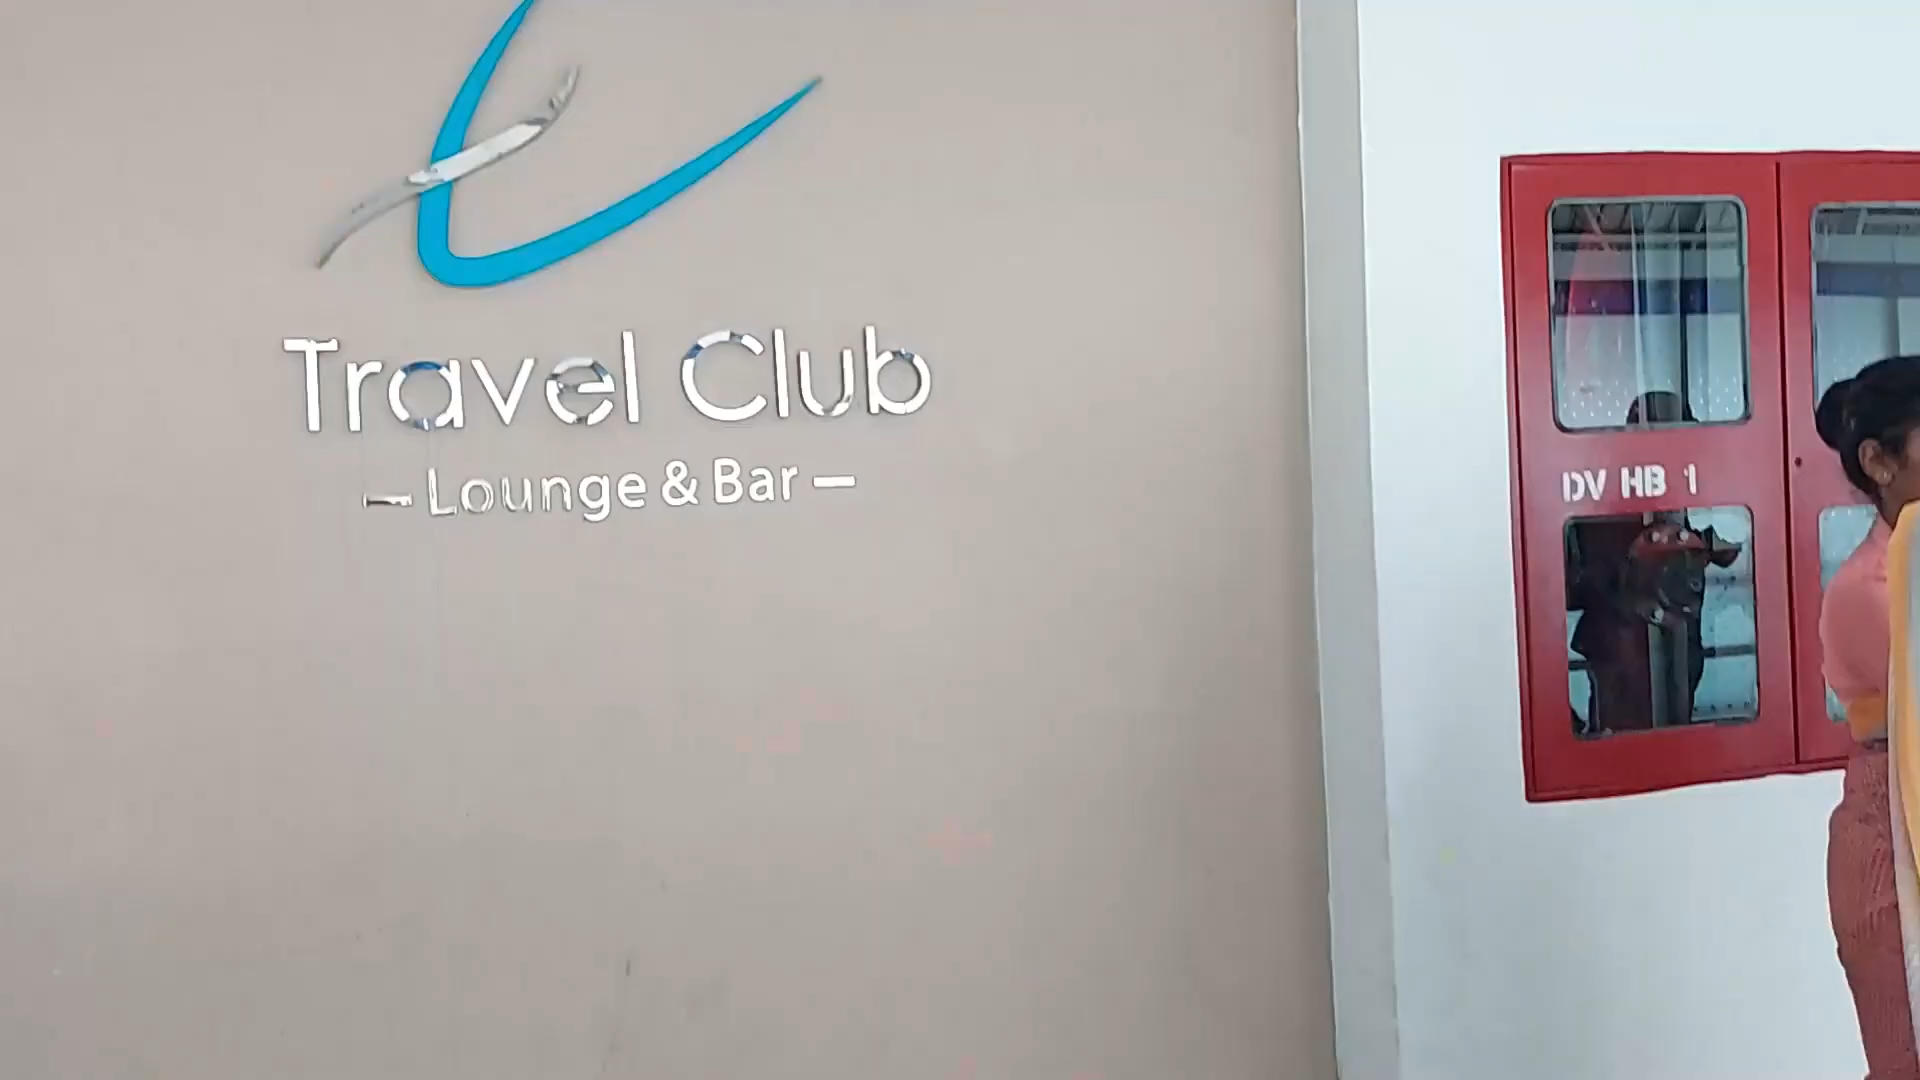 Travel Club
– Lounge & Bar –
DV HB 1